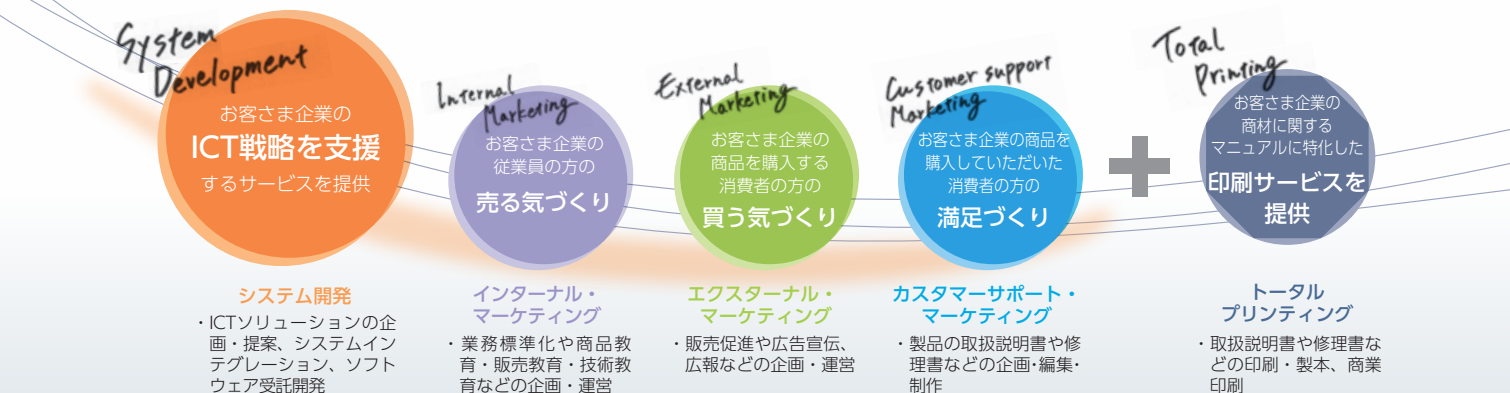 System
Development
お客さま企業の
ICT戦略を支援
するサービスを提供
Internal
Marketing
お客さま企業の
従業員の方の
売る気づくり
External
Marketing
お客さま企業の
商品を購入する
消費者の方の
買う気づくり
Customer support
Marketing
お客さま企業の商品を
購入していただいた
消費者の方の
満足づくり
Total
Printing
お客さま企業の
商材に関する
マニュアルに特化した
印刷サービスを
提供
システム開発
・ICTソリューションの企
画・提案、システムイン
テグレーション、ソフト
ウェア受託開発
インターナル・
マーケティング
・業務標準化や商品教
育・販売教育・技術教
育などの企画・運営
エクスターナル・
マーケティング
・販売促進や広告宣伝、
広報などの企画・運営
カスタマーサポート・
マーケティング
・製品の取扱説明書や修
理書などの企画・編集・
制作
トータル
プリンティング
・取扱説明書や修理書な
どの印刷・製本、商業
印刷